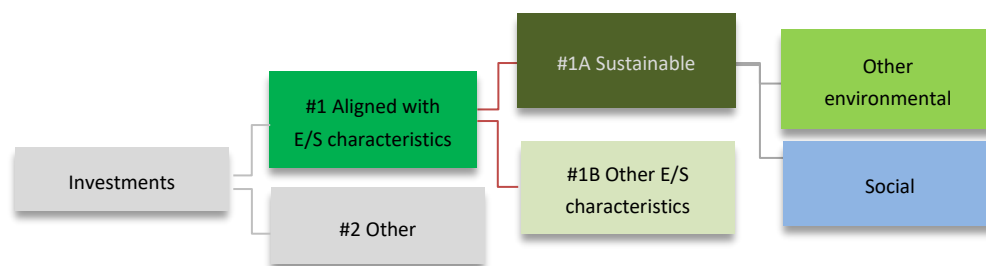 Investments
#1 Aligned with
E/S characteristics
#2 Other
#1A Sustainable
#1B Other E/S
characteristics
Other
environmental
Social